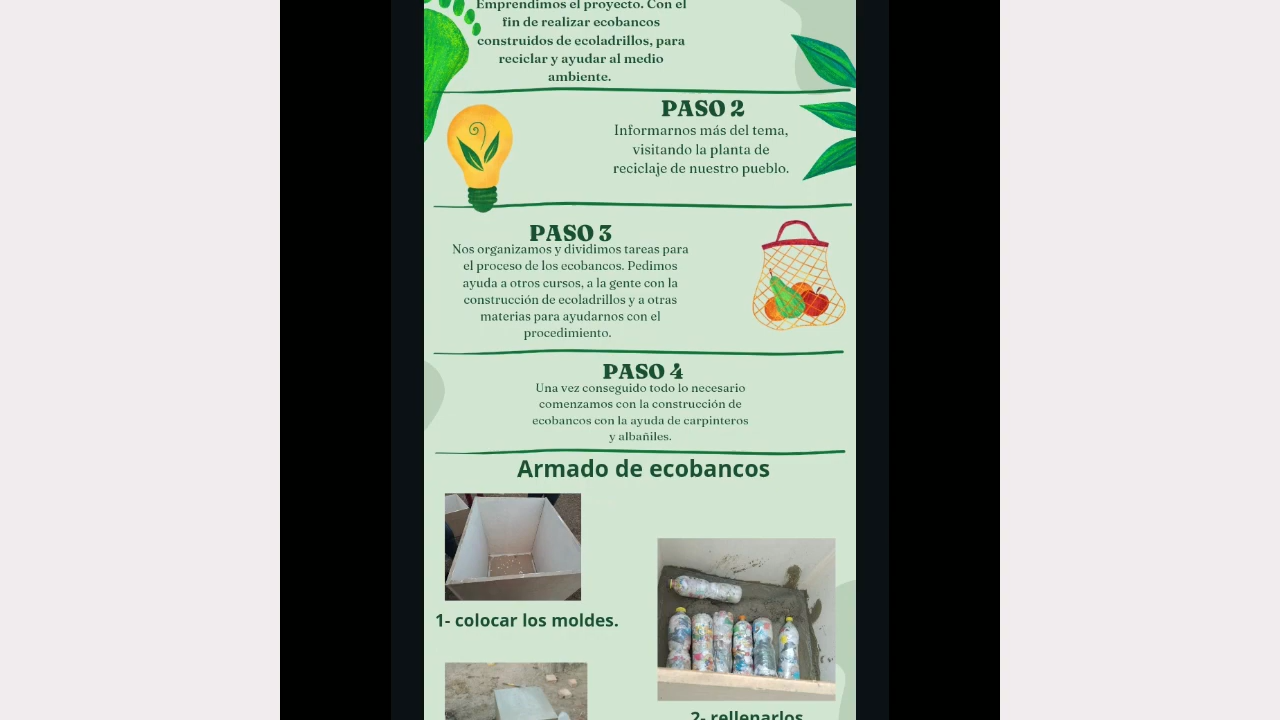 Emprendimos el proyecto. Con el
fin de realizar ecobancos
construidos de ecoladrillos, para
reciclar y ayudar al medio
ambiente.
PASO 2
Informarnos más del tema,
visitando la planta de
reciclaje de nuestro pueblo.
PASO 3
Nos organizamos y dividimos tareas para
el proceso de los ecobancos. Pedimos
ayuda a otros cursos, a la gente con la
construcción de ecoladrillos y a otras
materias para ayudarnos con el
procedimiento.
PASO 4
Una vez conseguido todo lo necesario
comenzamos con la construcción de
ecobancos con la ayuda de carpinteros
y albañiles.
Armado de ecobancos
1- colocar los moldes.
2- rellenarlos